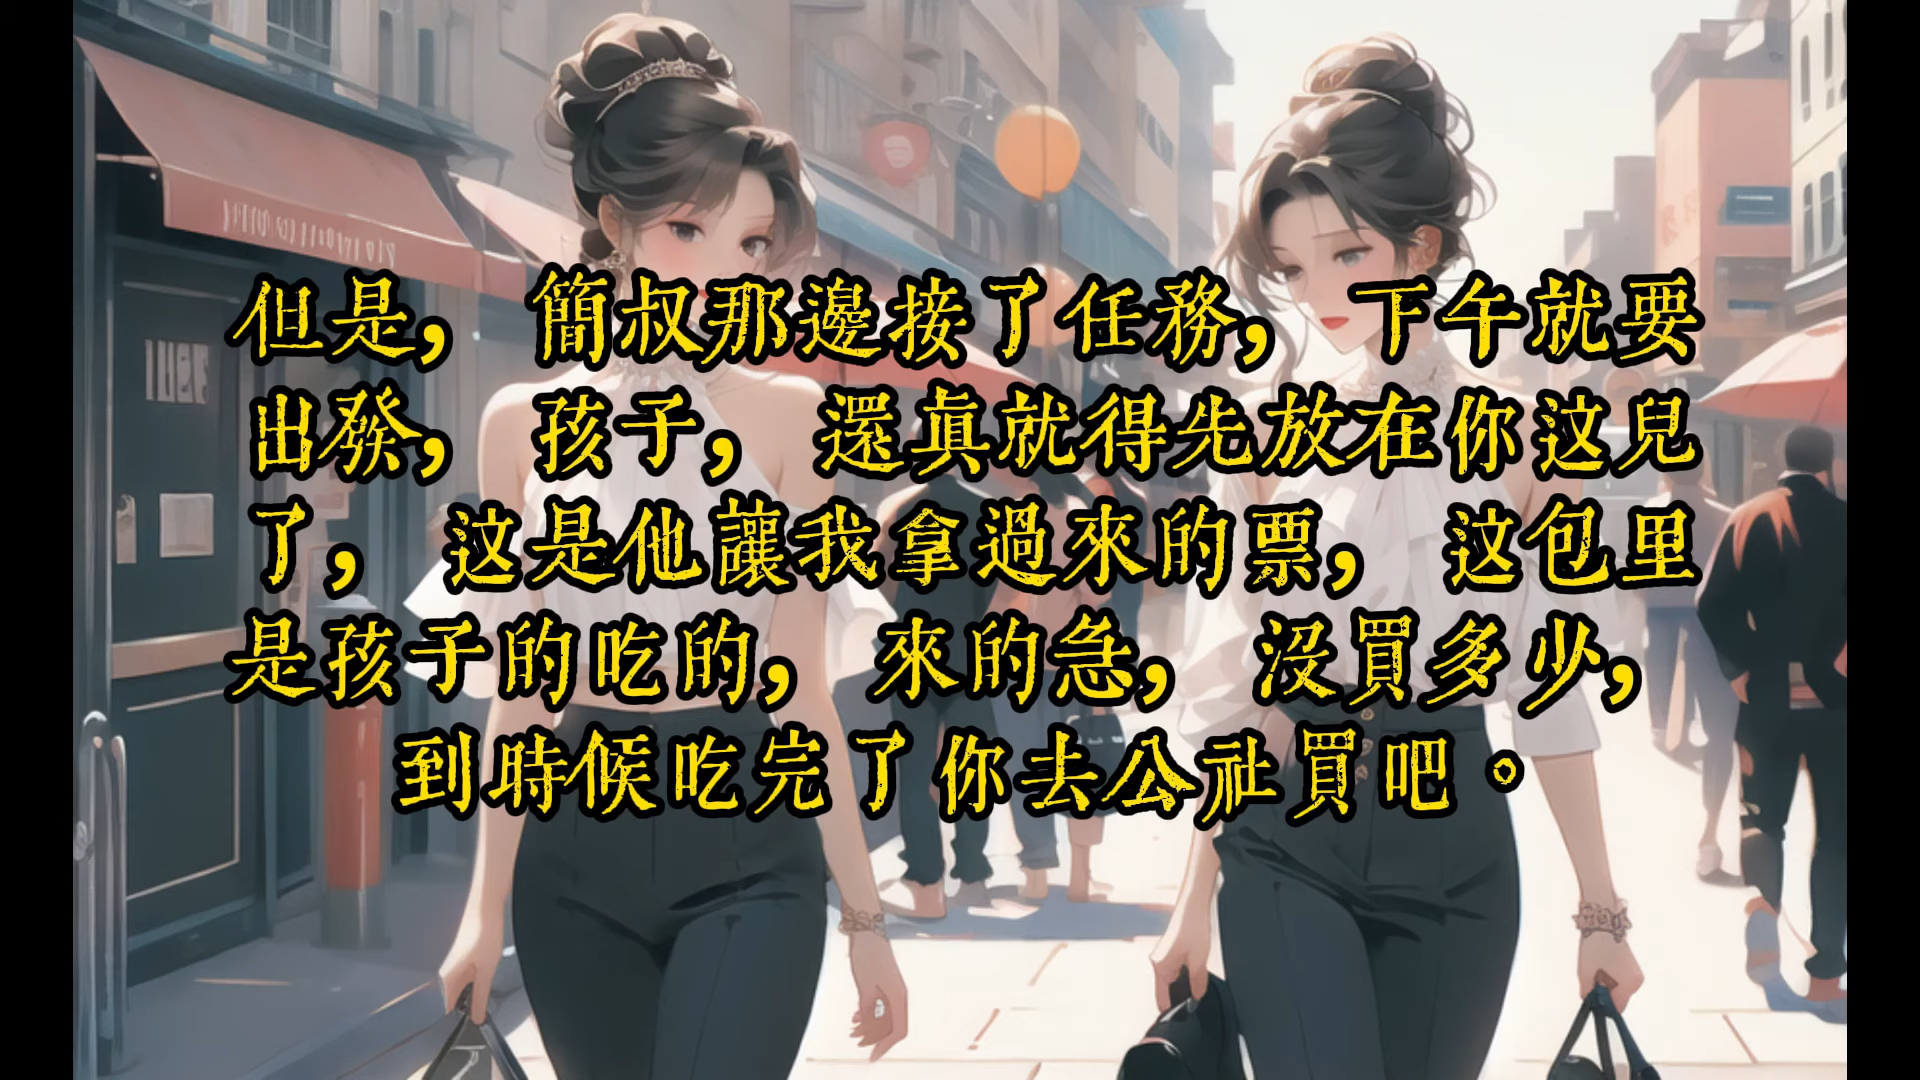 但是， 簡叔那邊接了任務， 下午就要
出發， 孩子， 還真就得先放在你这兒
了， 这是他讓我拿過來的票， 这包里
是孩子的吃的， 來的急， 沒買多少，
到時候吃完了你去公社買吧。